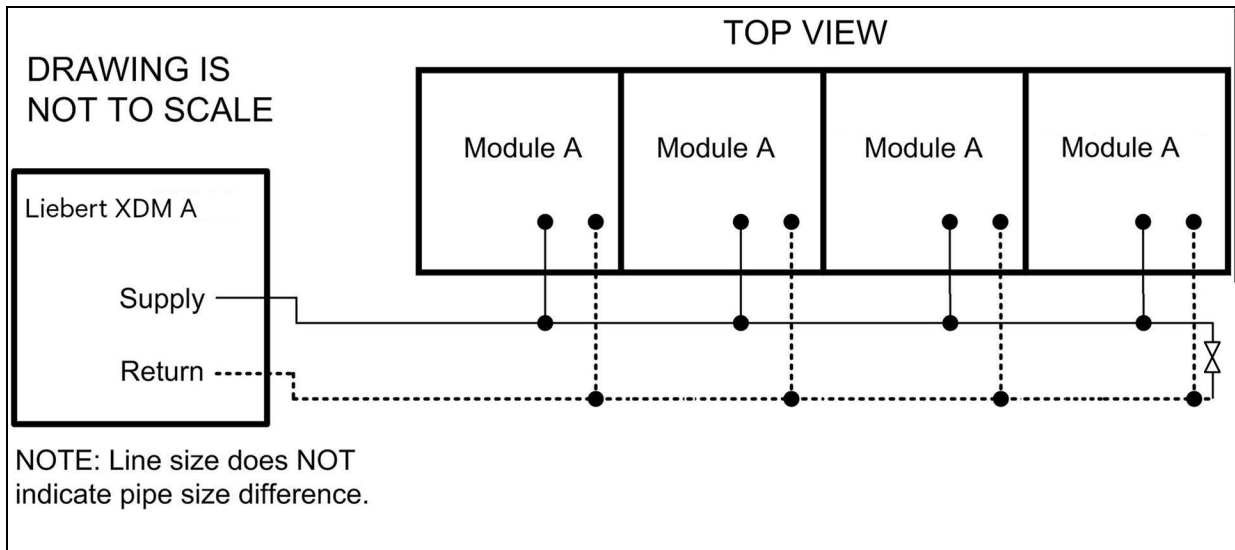 TOP VIEW
DRAWING IS
NOT TO SCALE
Module A
Module A
Module A
Module A
Liebert XDM A
Supply
Return
NOTE: Line size does NOT
indicate pipe size difference.